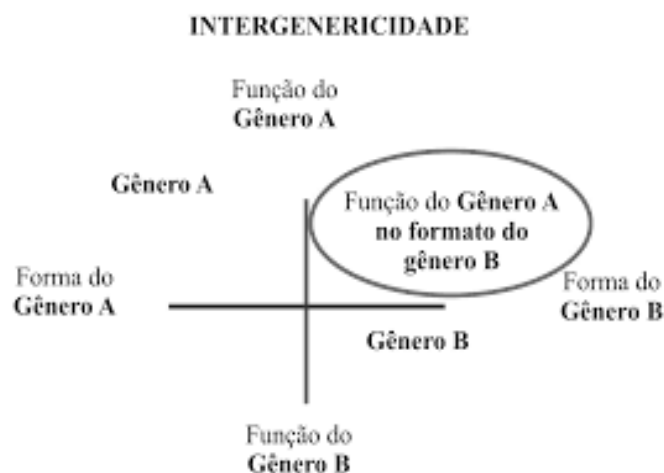 INTERGENERICIDADE
Função do
Gênero A
Gênero A
Função do Gênero A
no formato do
gênero B
Forma do
Gênero A
Forma do
Gênero B
Gênero B
Função do
Gênero B